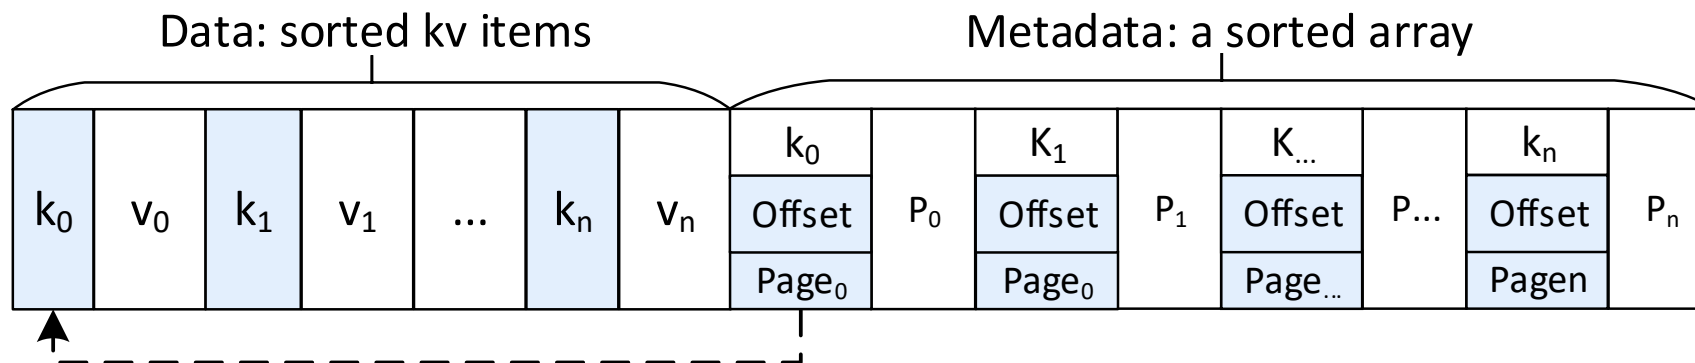 Data: sorted kv items Metadata: a sorted array
k₀ K₁ K... kₙ
k₀ v₀ k₁ v₁ ... kₙ vₙ Offset P₀ Offset P₁ Offset P... Offset Pₙ
Page₀ Page₀ Page... Pagen